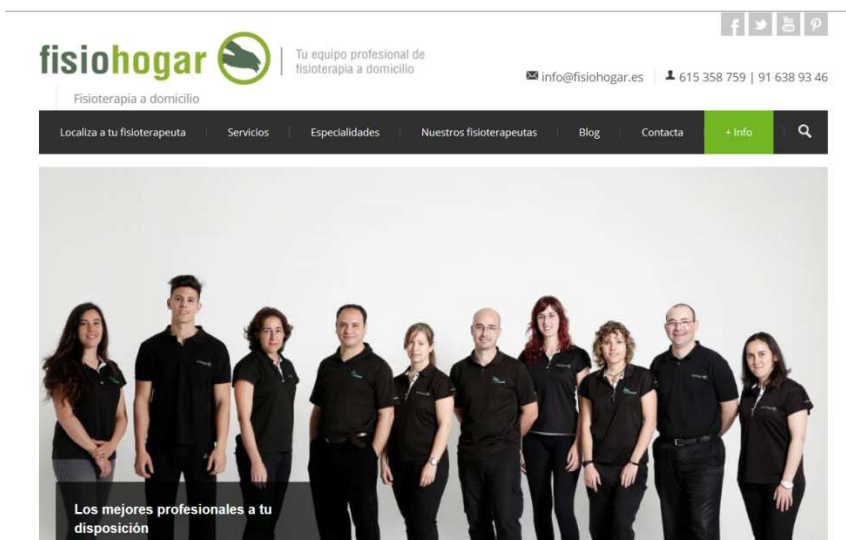 fisiohogar
Tu equipo profesional de
fisioterapia a domicilio
info@fisiohogar.es
615 358 759 | 91 638 93 46
Fisioterapia a domicilio
Localiza a tu fisioterapeuta
Servicios
Especialidades
Nuestros fisioterapeutas
Blog
Contacta
+ Info
Los mejores profesionales a tu
disposición